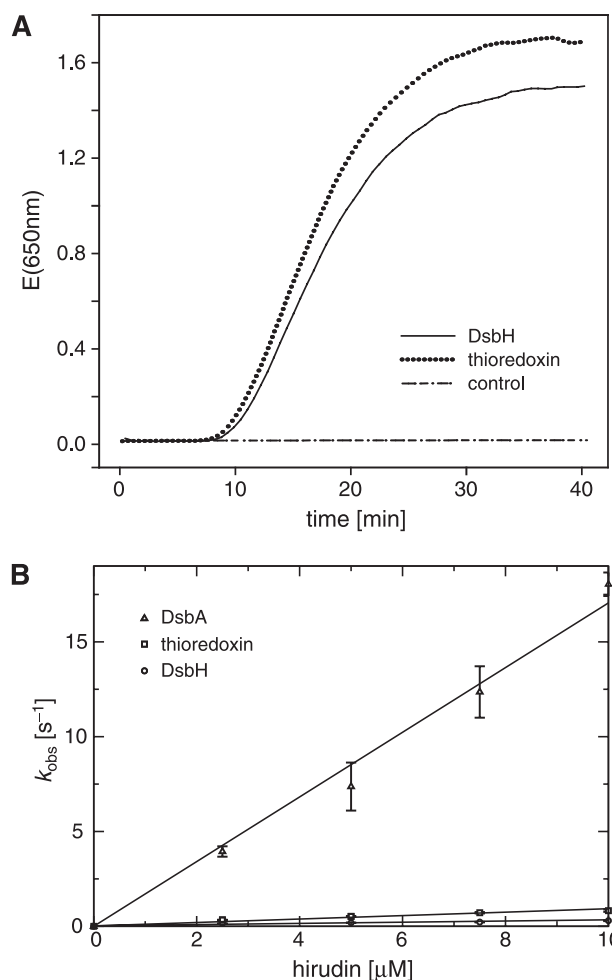 A
E(650nm)
1.6
1.2
0.8
0.4
0.0
DsbH
thioredoxin
control
0 10 20 30 40
time [min]
B
k_obs [s⁻¹]
15
10
5
0
DsbA
thioredoxin
DsbH
0 2 4 6 8 10
hirudin [μM]